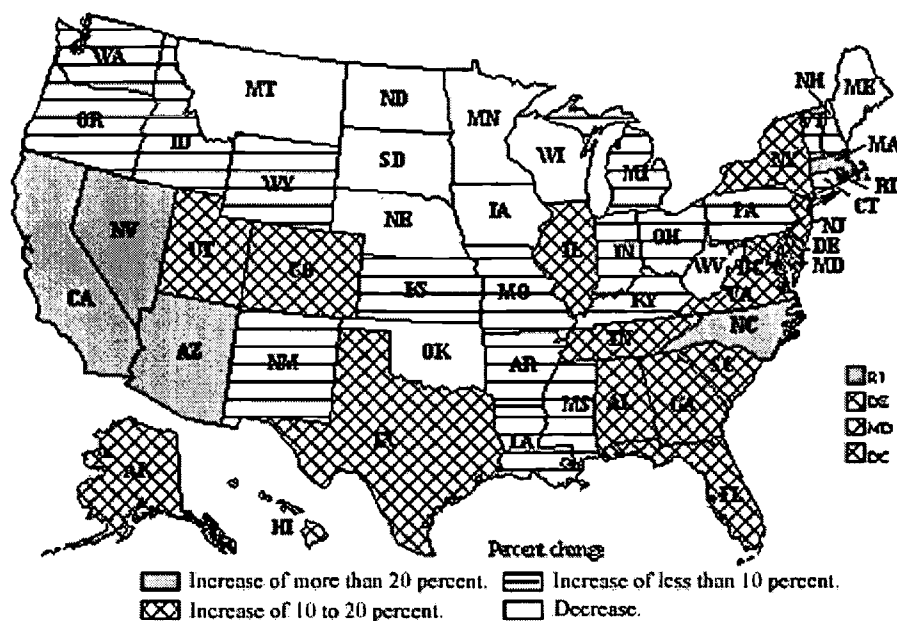 WA
MT
ND
MN
NH
ME
VT
OR
ID
SD
WI
NY
MA
WY
MI
RI
CT
NE
IA
PA
NJ
NV
UT
IL
IN
OH
DE
CO
WV
DC
MD
CA
KS
MO
KY
VA
AZ
NM
OK
AR
TN
NC
SC
RI
MS
AL
GA
DE
TX
LA
MD
DC
AK
FL
HI
Percent change
Increase of more than 20 percent.
Increase of less than 10 percent.
Increase of 10 to 20 percent.
Decrease.